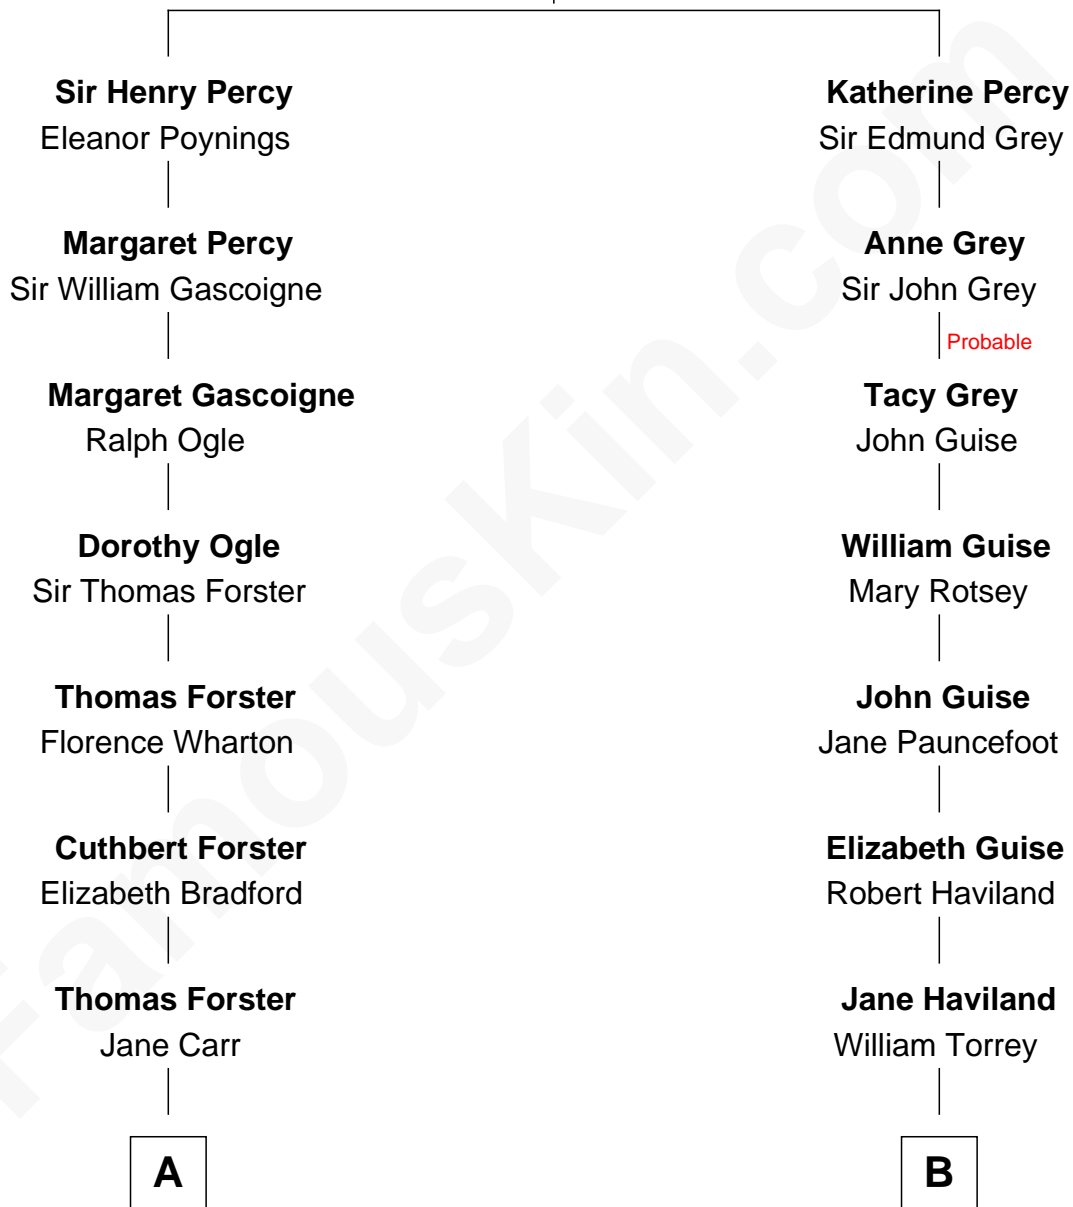 Sir Henry Percy
Eleanor Poynings
Margaret Percy
Sir William Gascoigne
Margaret Gascoigne
Ralph Ogle
Dorothy Ogle
Sir Thomas Forster
Thomas Forster
Florence Wharton
Cuthbert Forster
Elizabeth Bradford
Thomas Forster
Jane Carr
A
Katherine Percy
Sir Edmund Grey
Anne Grey
Sir John Grey
Probable
Tacy Grey
John Guise
William Guise
Mary Rotsey
John Guise
Jane Pauncefoot
Elizabeth Guise
Robert Haviland
Jane Haviland
William Torrey
B
FamousKin.com